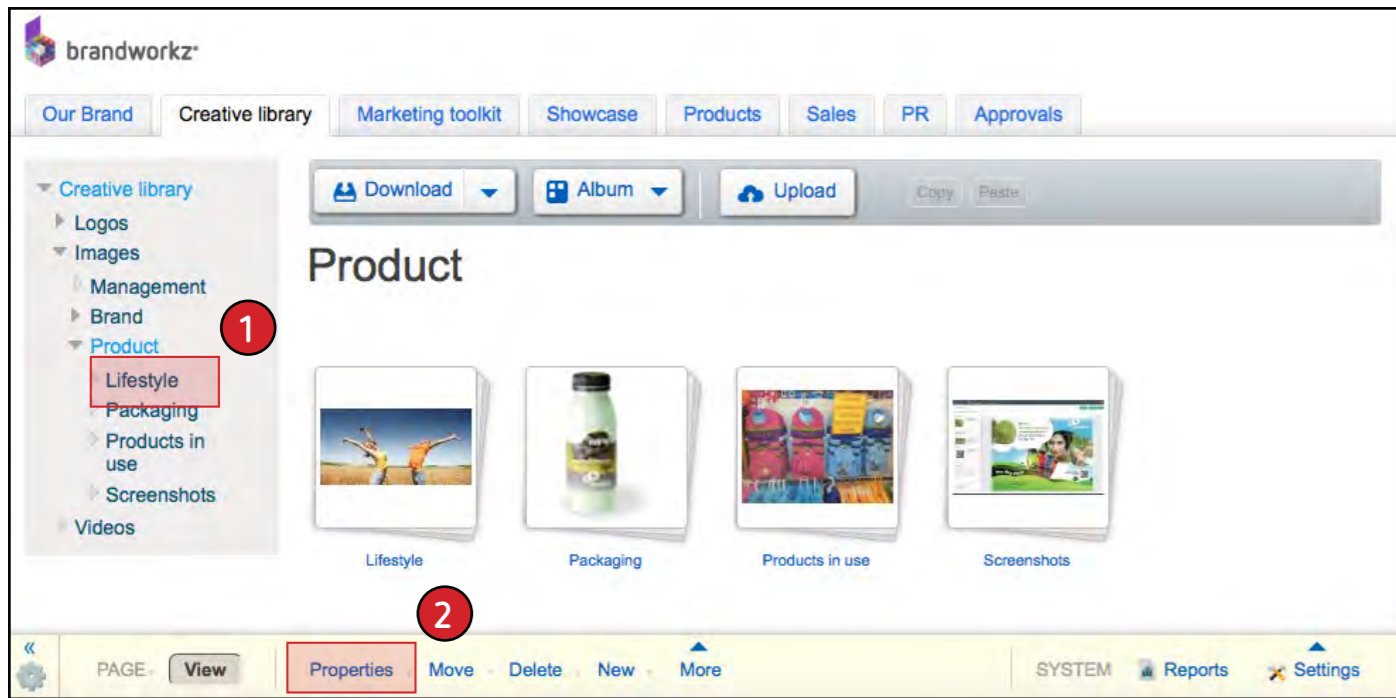 brandworkz
Our Brand Creative library Marketing toolkit Showcase Products Sales PR Approvals
Creative library
Logos
Images
Management
Brand
Product
Lifestyle
Packaging
Products in
use
Screenshots
Videos
1
Download Album Upload Copy Paste
Product
Lifestyle Packaging Products in use Screenshots
2
PAGE View Properties Move Delete New More SYSTEM Reports Settings